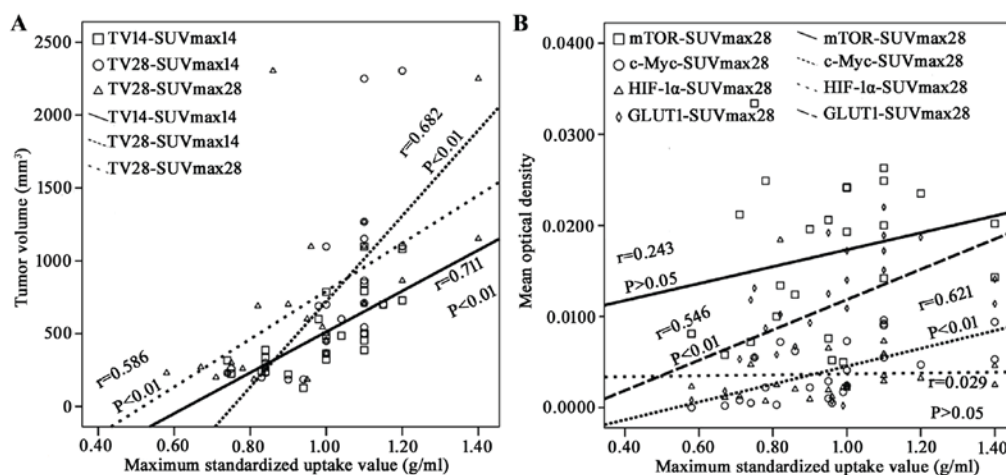 A
TV14-SUVmax14
TV28-SUVmax14
TV28-SUVmax28
TV14-SUVmax14
TV28-SUVmax14
TV28-SUVmax28
r=0.682
P<0.01
r=0.711
P<0.01
r=0.586
P<0.01
Tumor volume (mm³)
2500
2000
1500
1000
500
0
0.40 0.60 0.80 1.00 1.20 1.40
Maximum standardized uptake value (g/ml)
B
mTOR-SUVmax28 mTOR-SUVmax28
c-Myc-SUVmax28 c-Myc-SUVmax28
HIF-1α-SUVmax28 HIF-1α-SUVmax28
GLUT1-SUVmax28 GLUT1-SUVmax28
r=0.243
P>0.05
r=0.546
P<0.01
r=0.621
P<0.01
r=0.029
P>0.05
Mean optical density
0.0400
0.0300
0.0200
0.0100
0.0000
0.40 0.60 0.80 1.00 1.20 1.40
Maximum standardized uptake value (g/ml)